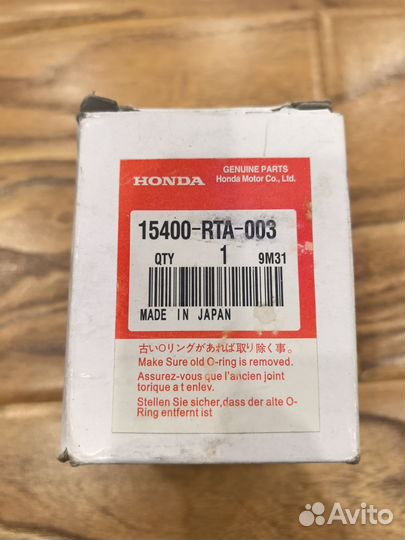 GENUINE PARTS
HONDA Honda Motor Co., Ltd.
15400-RTA-003
QTY 1 9M31
MADE IN JAPAN
古いOリングがあれば取り除く事。
Make Sure old O-ring is removed.
Assurez-vous que l'ancien joint
torique a t enlev.
Stellen Sie sicher,dass der alte O-
Ring entfernt ist
Avito